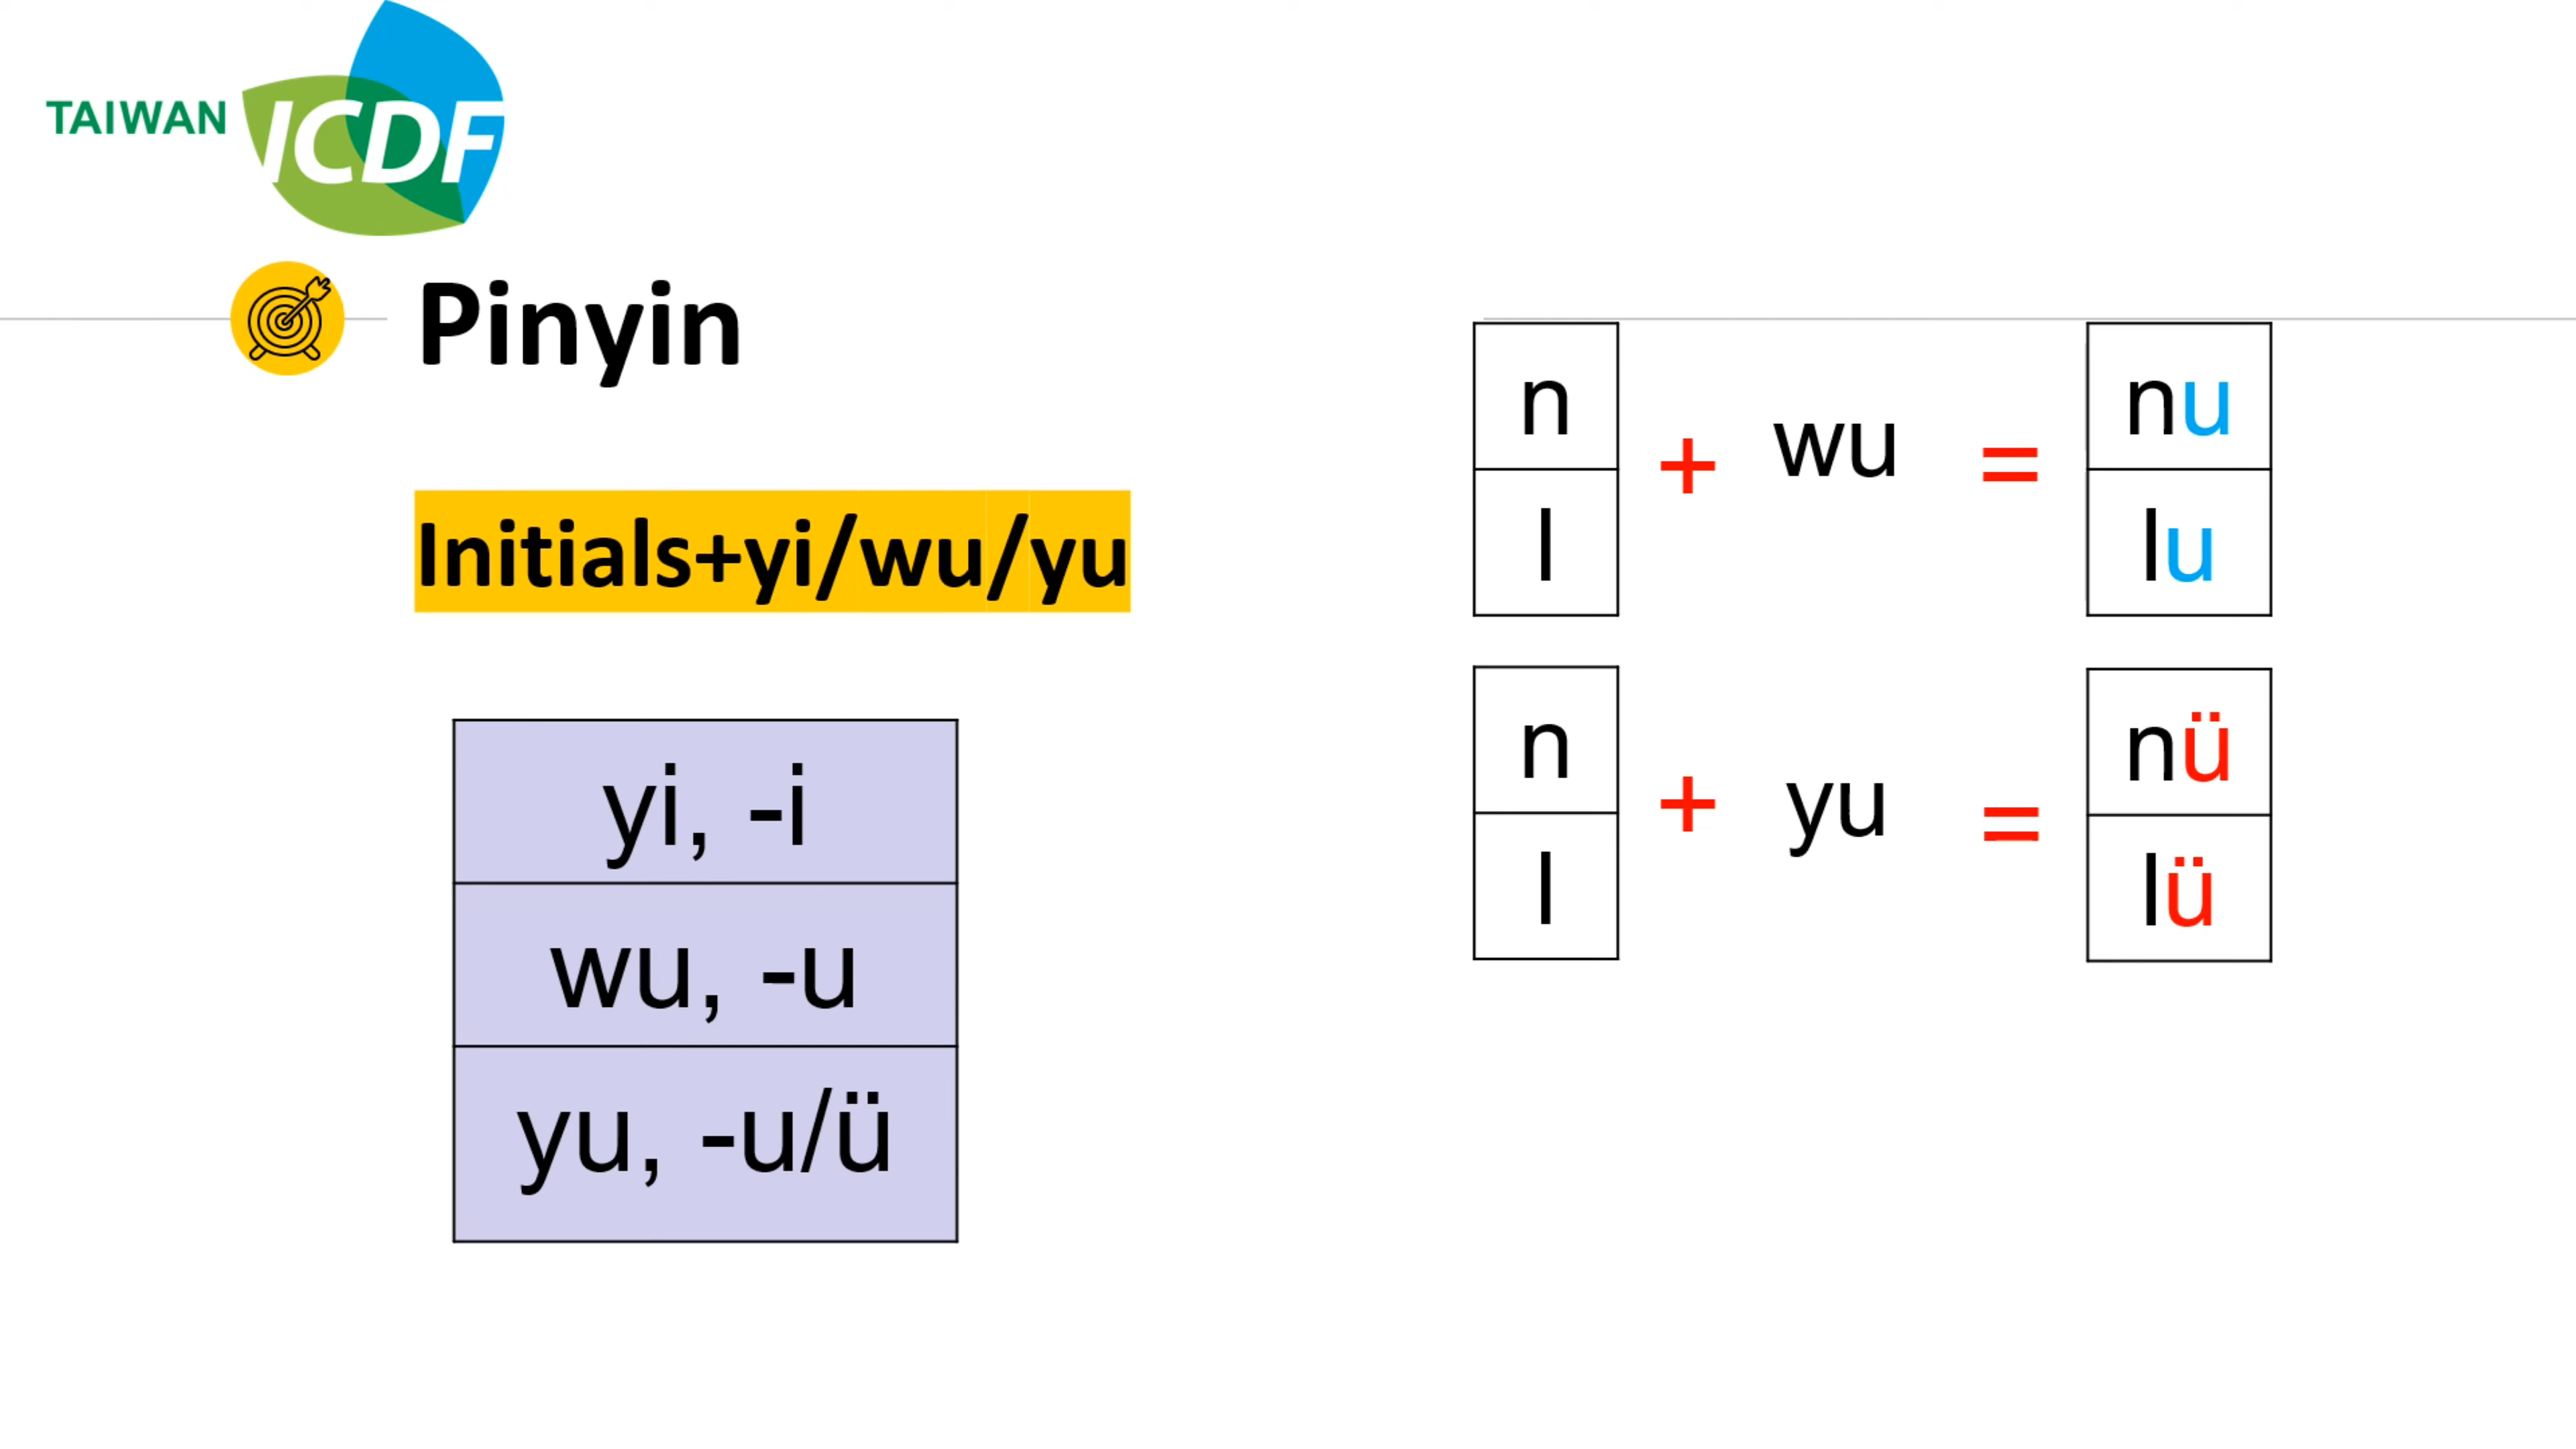 TAIWAN ICDF
Pinyin
Initials+yi/wu/yu
yi, -i
wu, -u
yu, -u/ü
n
l
+ wu =
nu
lu
n
l
+ yu =
nü
lü